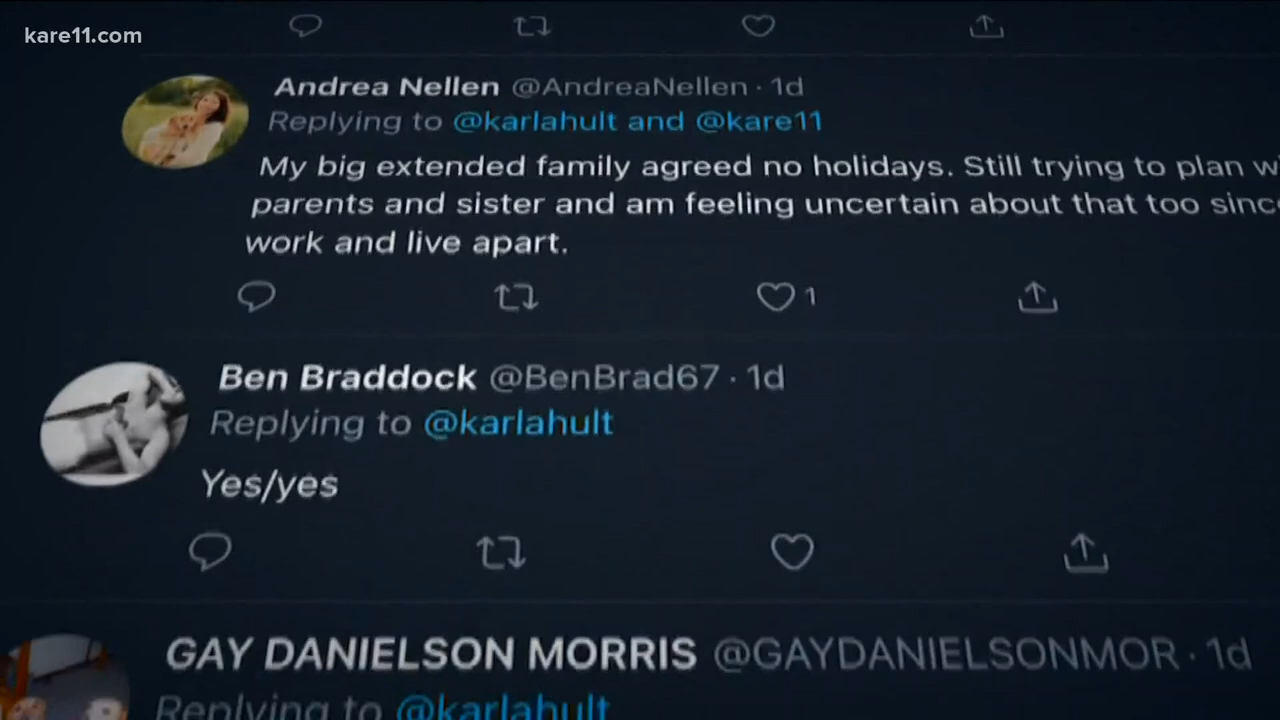 kare11.com
Andrea Nellen @AndreaNellen · 1d
Replying to @karlahult and @kare11
My big extended family agreed no holidays. Still trying to plan
parents and sister and am feeling uncertain about that too
work and live apart.
1
Ben Braddock @BenBrad67 · 1d
Replying to @karlahult
Yes/yes
GAY DANIELSON MORRIS @GAYDANIELSONMOR · 1d
Replying to @karlahult